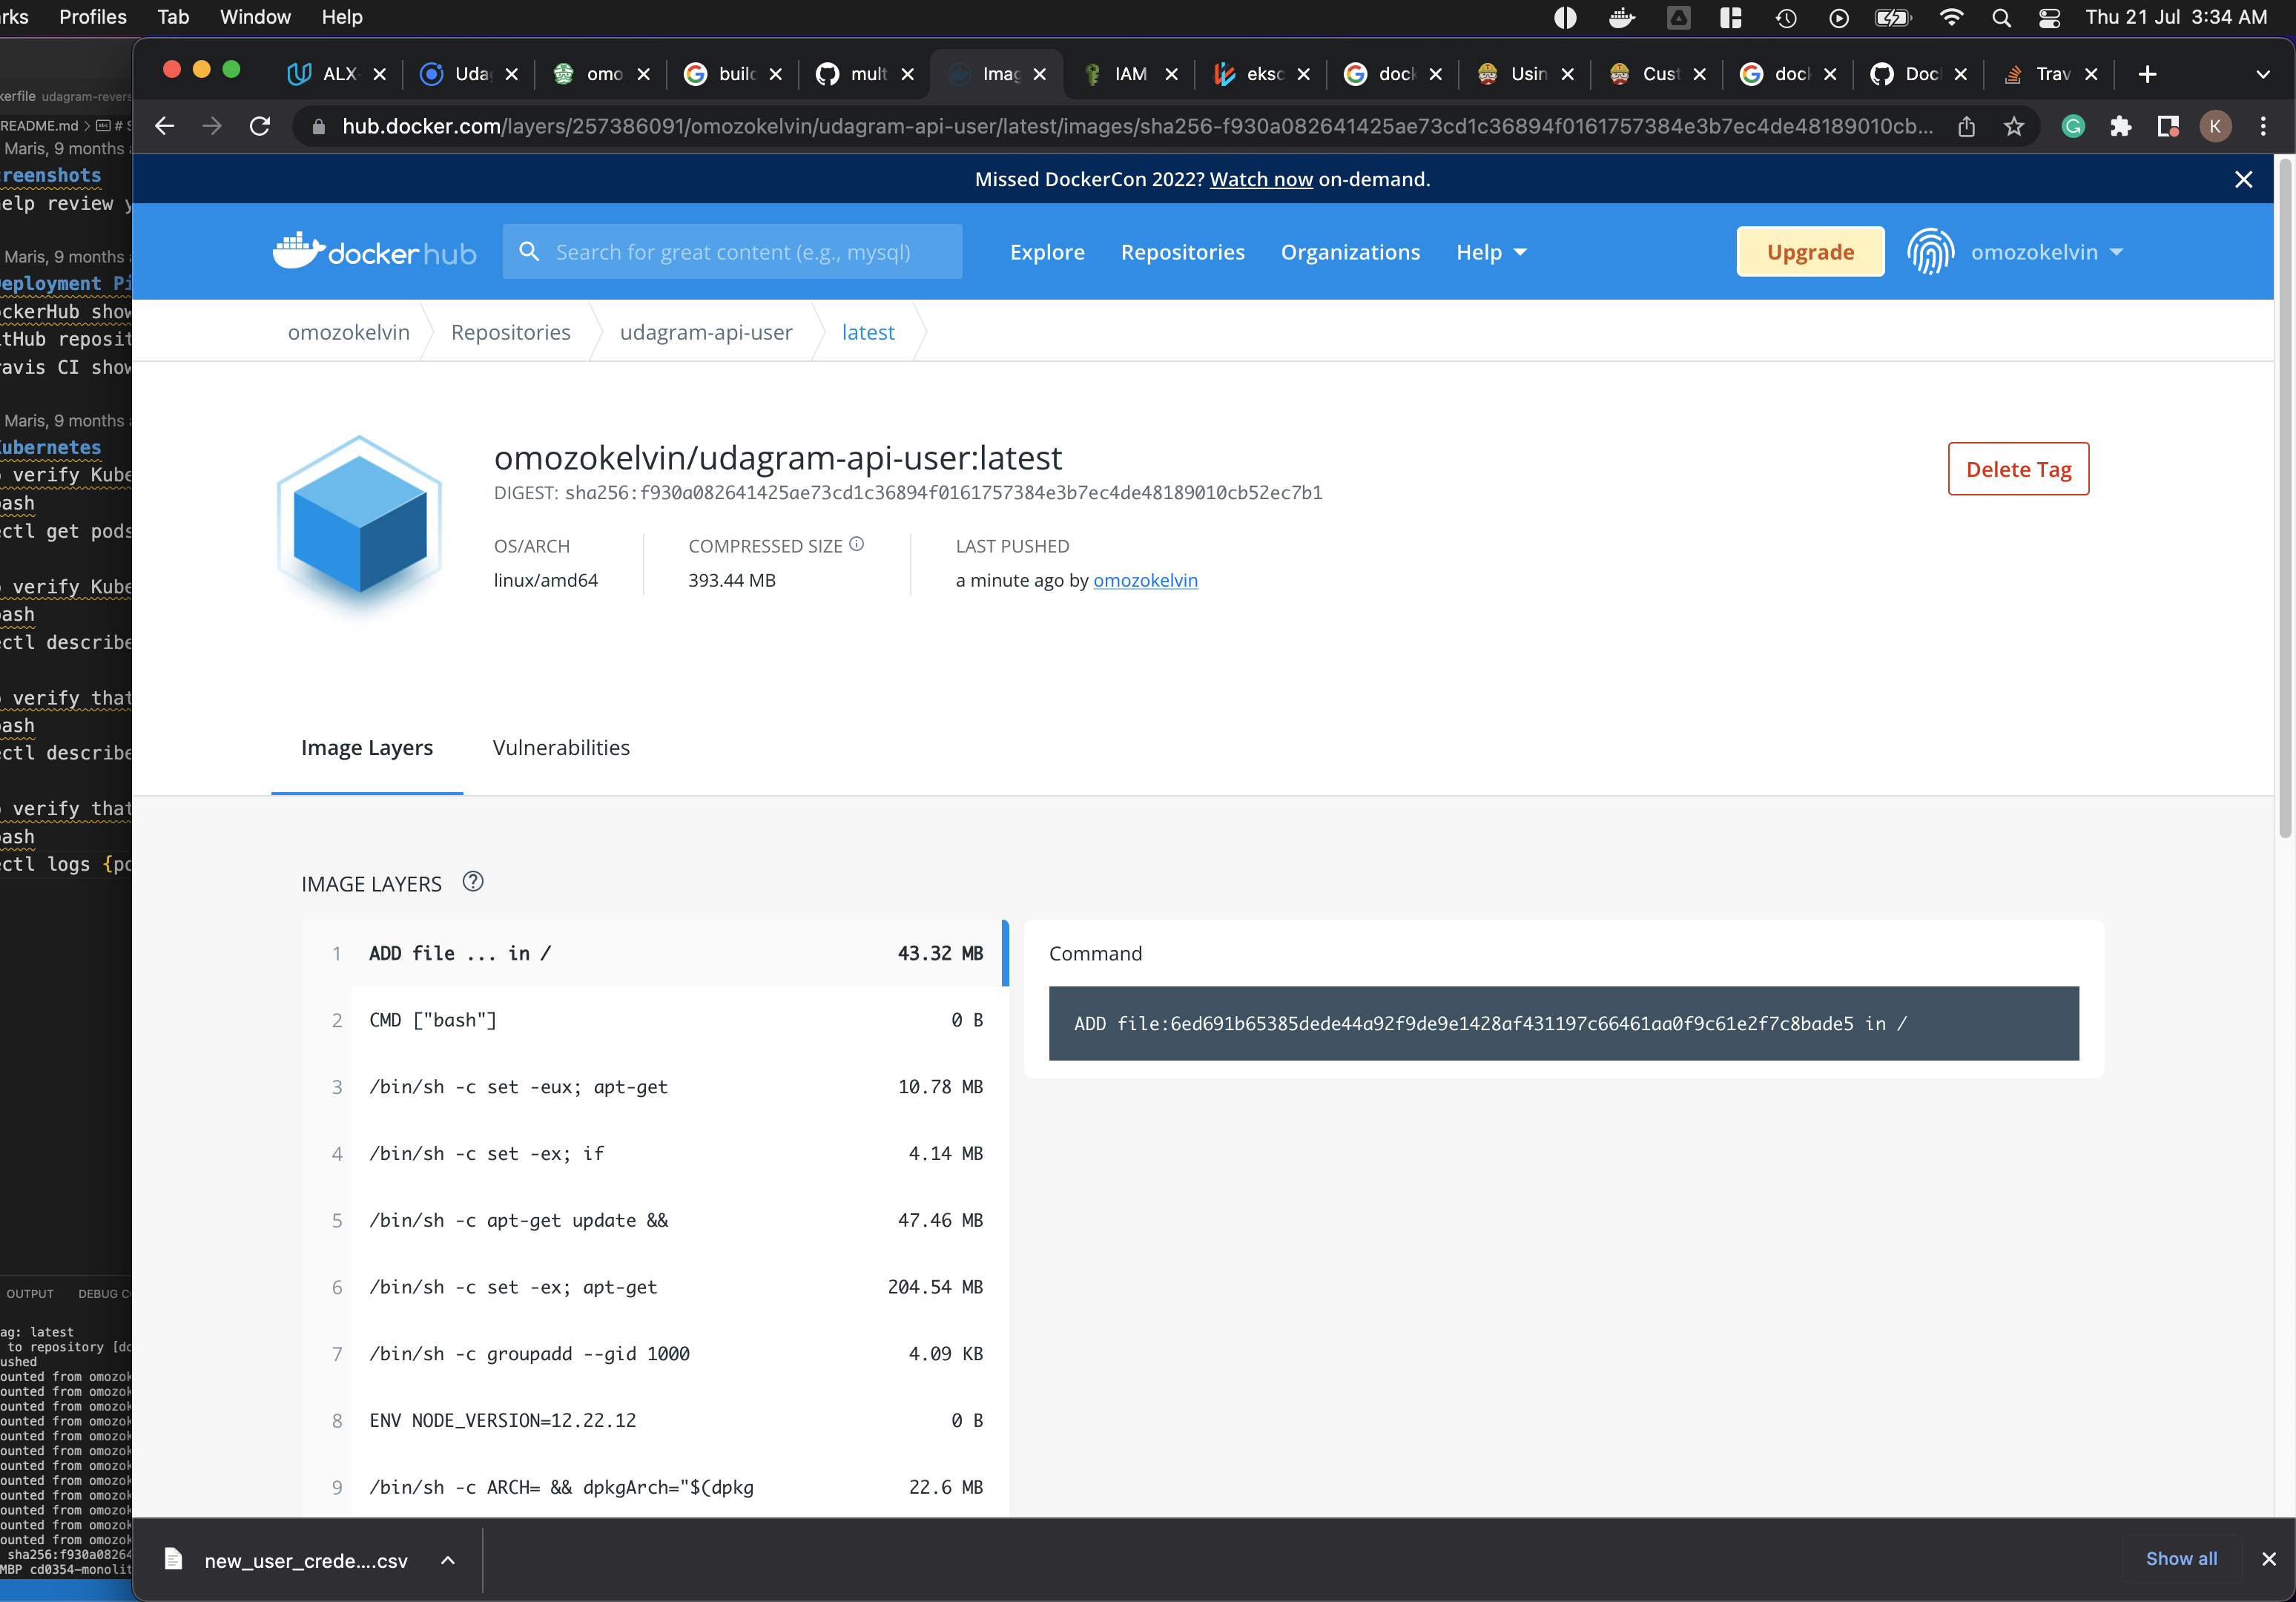 rks Profiles Tab Window Help Thu 21 Jul 3:34 AM
ALX Uda omo build mult Imag IAM eksc dock Usin Cust dock Doc Trav
hub.docker.com/layers/257386091/omozokelvin/udagram-api-user/latest/images/sha256-f930a082641425ae73cd1c36894f0161757384e3b7ec4de48189010cb... K
Missed DockerCon 2022? Watch now on-demand.
docker hub Search for great content (e.g., mysql) Explore Repositories Organizations Help Upgrade omozokelvin
omozokelvin Repositories udagram-api-user latest
omozokelvin/udagram-api-user:latest
DIGEST: sha256:f930a082641425ae73cd1c36894f0161757384e3b7ec4de48189010cb52ec7b1
Delete Tag
OS/ARCH COMPRESSED SIZE LAST PUSHED
linux/amd64 393.44 MB a minute ago by omozokelvin
Image Layers Vulnerabilities
IMAGE LAYERS
1 ADD file ... in / 43.32 MB
2 CMD ["bash"] 0 B
3 /bin/sh -c set -eux; apt-get 10.78 MB
4 /bin/sh -c set -ex; if 4.14 MB
5 /bin/sh -c apt-get update && 47.46 MB
6 /bin/sh -c set -ex; apt-get 204.54 MB
7 /bin/sh -c groupadd --gid 1000 4.09 KB
8 ENV NODE_VERSION=12.22.12 0 B
9 /bin/sh -c ARCH= && dpkgArch="$(dpkg 22.6 MB
Command
ADD file:6ed691b65385dede44a92f9de9e1428af431197c66461aa0f9c61e2f7c8bade5 in /
new_user_crede....csv Show all
kerfile udagram-revers
README.md > # S
Maris, 9 months a
reenshots
elp review y
Maris, 9 months a
eployment Pi
ckerHub show
tHub reposit
ravis CI show
Maris, 9 months a
ubernetes
verify Kube
ash
ctl get pods
verify Kube
ash
ctl describe
verify that
ash
ctl describe
verify that
ash
ctl logs {po
OUTPUT DEBUG CO
ag: latest
to repository [do
ushed
ounted from omozok
ounted from omozok
ounted from omozok
ounted from omozok
ounted from omozok
ounted from omozok
ounted from omozok
ounted from omozok
ounted from omozok
ounted from omozok
ounted from omozok
ounted from omozok
sha256:f930a08264
MBP cd0354-monolit